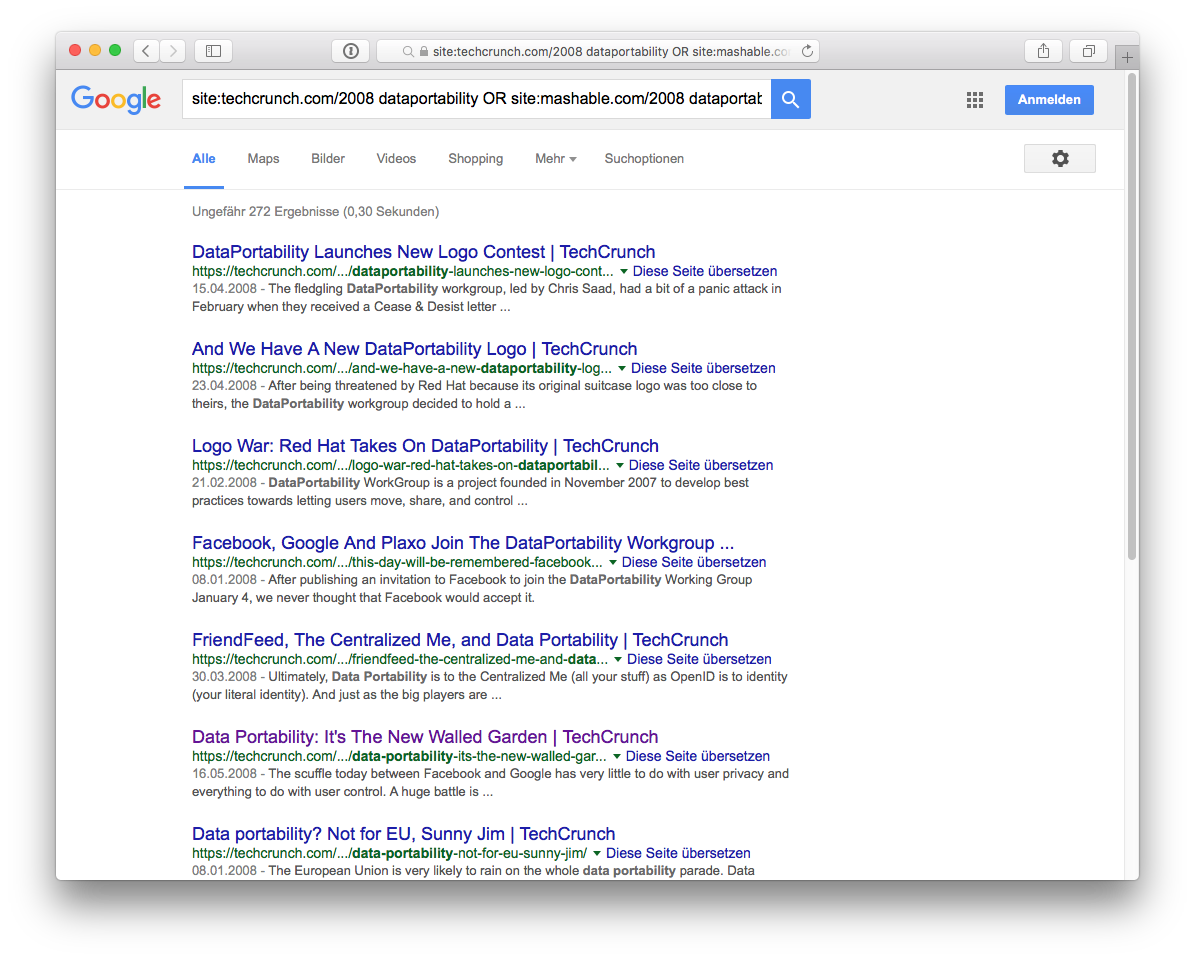 site:techcrunch.com/2008 dataportability OR site:mashable.co
Google
site:techcrunch.com/2008 dataportability OR site:mashable.com/2008 dataportab
Anmelden
Alle Maps Bilder Videos Shopping Mehr Suchoptionen
Ungefähr 272 Ergebnisse (0,30 Sekunden)
DataPortability Launches New Logo Contest | TechCrunch
https://techcrunch.com/.../dataportability-launches-new-logo-cont... Diese Seite übersetzen
15.04.2008 - The fledgling DataPortability workgroup, led by Chris Saad, had a bit of a panic attack in
February when they received a Cease & Desist letter ...
And We Have A New DataPortability Logo | TechCrunch
https://techcrunch.com/.../and-we-have-a-new-dataportability-log... Diese Seite übersetzen
23.04.2008 - After being threatened by Red Hat because its original suitcase logo was too close to
theirs, the DataPortability workgroup decided to hold a ...
Logo War: Red Hat Takes On DataPortability | TechCrunch
https://techcrunch.com/.../logo-war-red-hat-takes-on-dataportabil... Diese Seite übersetzen
21.02.2008 - DataPortability WorkGroup is a project founded in November 2007 to develop best
practices towards letting users move, share, and control ...
Facebook, Google And Plaxo Join The DataPortability Workgroup ...
https://techcrunch.com/.../this-day-will-be-remembered-facebook... Diese Seite übersetzen
08.01.2008 - After publishing an invitation to Facebook to join the DataPortability Working Group
January 4, we never thought that Facebook would accept it.
FriendFeed, The Centralized Me, and Data Portability | TechCrunch
https://techcrunch.com/.../friendfeed-the-centralized-me-and-data... Diese Seite übersetzen
30.03.2008 - Ultimately, Data Portability is to the Centralized Me (all your stuff) as OpenID is to identity
(your literal identity). And just as the big players are ...
Data Portability: It's The New Walled Garden | TechCrunch
https://techcrunch.com/.../data-portability-its-the-new-walled-gar... Diese Seite übersetzen
16.05.2008 - The scuffle today between Facebook and Google has very little to do with user privacy and
everything to do with user control. A huge battle is ...
Data portability? Not for EU, Sunny Jim | TechCrunch
https://techcrunch.com/.../data-portability-not-for-eu-sunny-jim/ Diese Seite übersetzen
08.01.2008 - The European Union is very likely to rain on the whole data portability parade. Data